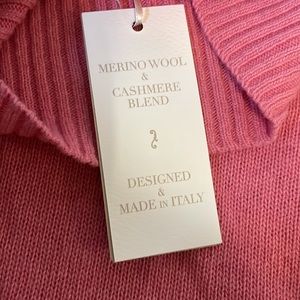 MERINO WOOL
&
CASHMERE
BLEND
DESIGNED
&
MADE IN ITALY